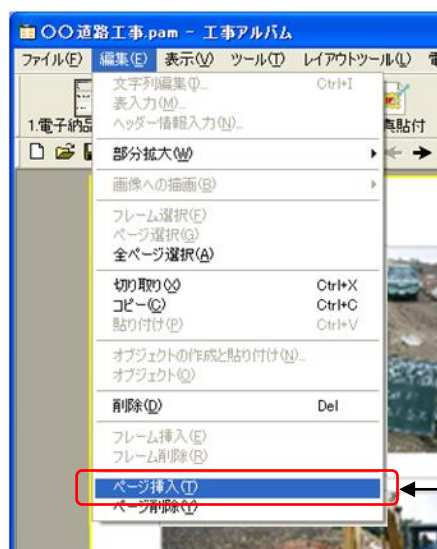 〇〇道路工事.pam - 工事アルバム
ファイル(F) 編集(E) 表示(V) ツール(T) レイアウトツール(L)
文字列編集(I)... Ctrl+I
表入力(M)...
ヘッダー情報入力(N)...
1.電子納品
真貼付
部分拡大(W)
画像への描画(B)
フレーム選択(F)
ページ選択(G)
全ページ選択(A)
切り取り(X) Ctrl+X
コピー(C) Ctrl+C
貼り付け(P) Ctrl+V
オブジェクトの作成と貼り付け(N)...
オブジェクト(O)
削除(D) Del
フレーム挿入(E)
フレーム削除(R)
ページ挿入(T)
ページ削除(Y)